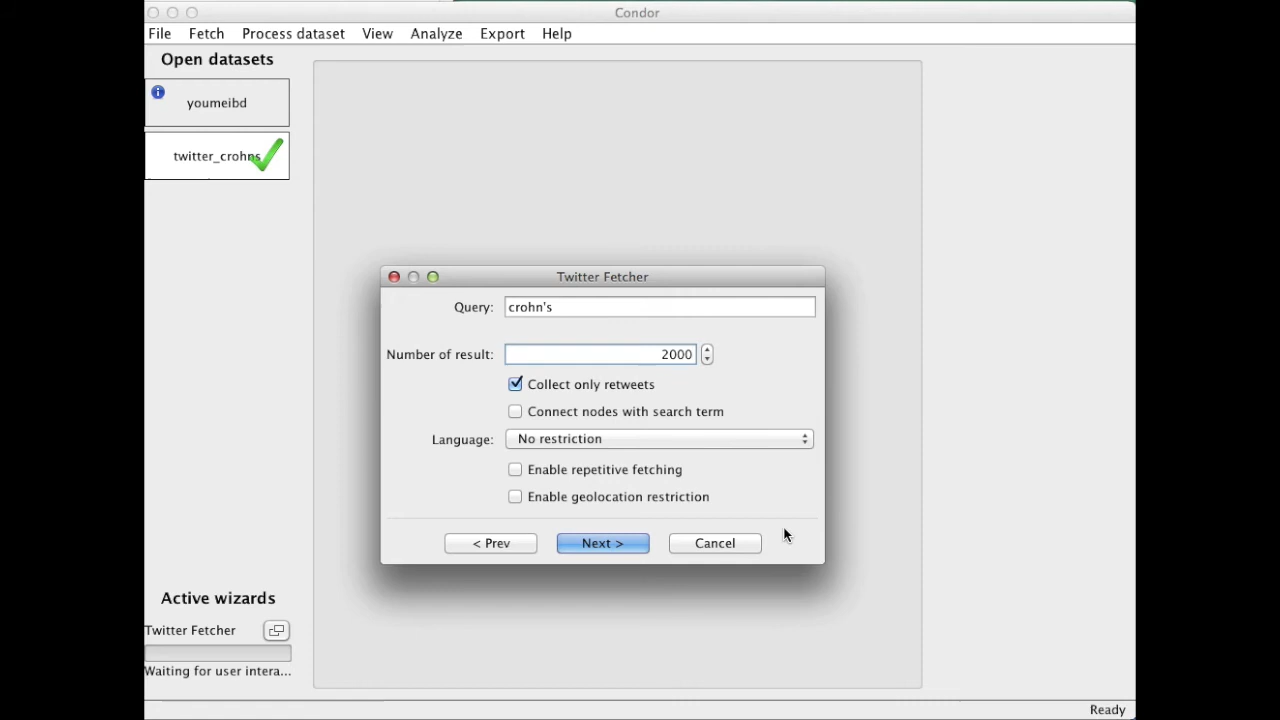 Condor
File Fetch Process dataset View Analyze Export Help
Open datasets
youmeibd
twitter_crohns
Twitter Fetcher
Query: crohn's
Number of result: 2000
Collect only retweets
Connect nodes with search term
Language: No restriction
Enable repetitive fetching
Enable geolocation restriction
< Prev Next > Cancel
Active wizards
Twitter Fetcher
Waiting for user intera...
Ready